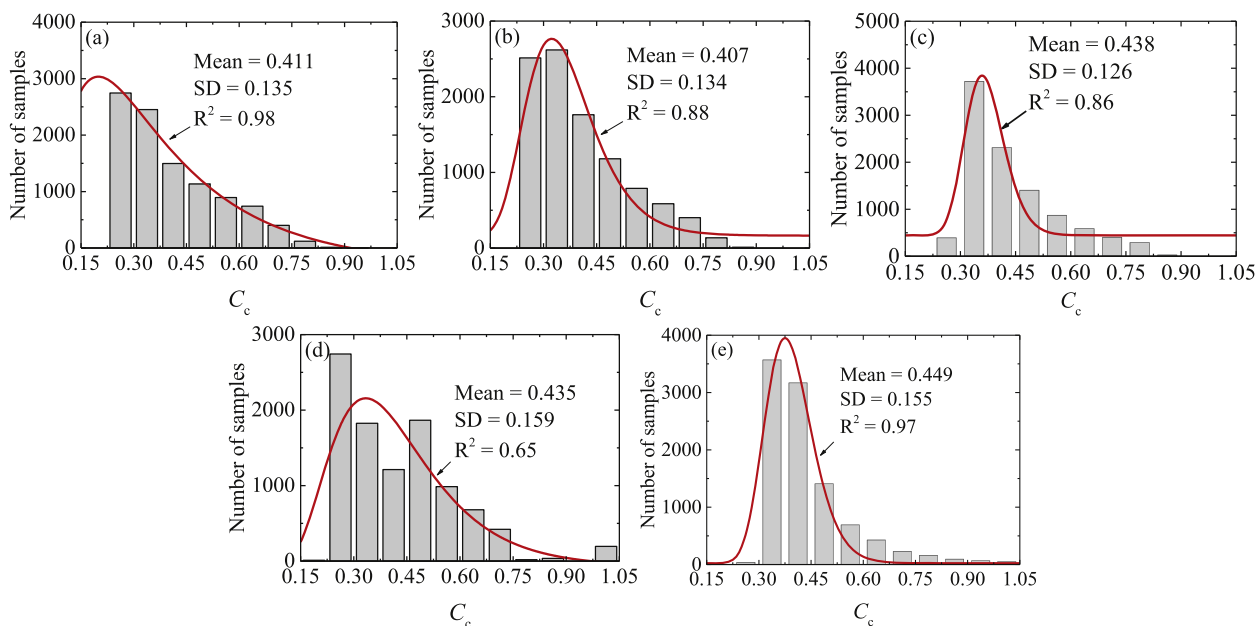 (a)
Mean = 0.411
SD = 0.135
R² = 0.98
Number of samples
4000
3000
2000
1000
0
0.15 0.30 0.45 0.60 0.75 0.90 1.05
C_c
(b)
Mean = 0.407
SD = 0.134
R² = 0.88
Number of samples
3000
2000
1000
0
0.15 0.30 0.45 0.60 0.75 0.90 1.05
C_c
(c)
Mean = 0.438
SD = 0.126
R² = 0.86
Number of samples
5000
4000
3000
2000
1000
0
0.15 0.30 0.45 0.60 0.75 0.90 1.05
C_c
(d)
Mean = 0.435
SD = 0.159
R² = 0.65
Number of samples
3000
2000
1000
0
0.15 0.30 0.45 0.60 0.75 0.90 1.05
C_c
(e)
Mean = 0.449
SD = 0.155
R² = 0.97
Number of samples
4000
3000
2000
1000
0
0.15 0.30 0.45 0.60 0.75 0.90 1.05
C_c